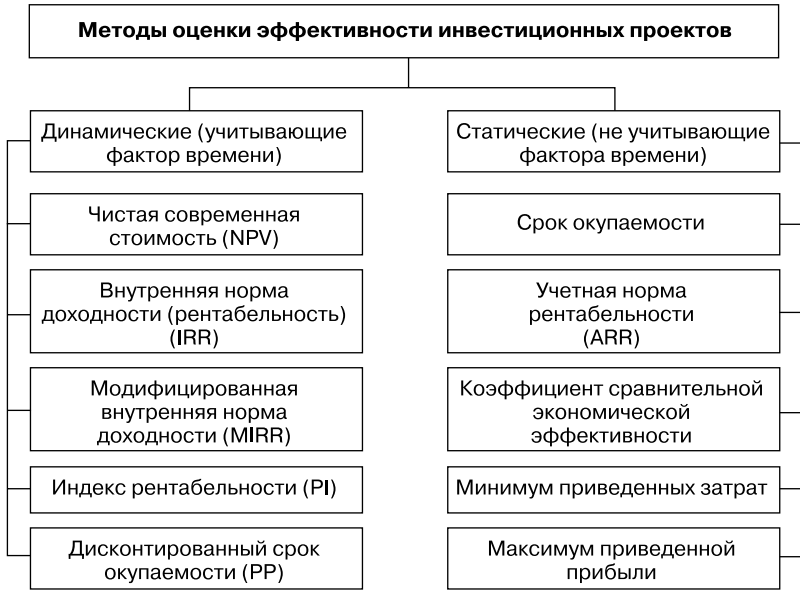 Методы оценки эффективности инвестиционных проектов
Динамические (учитывающие
фактор времени)
Чистая современная
стоимость (NPV)
Внутренняя норма
доходности (рентабельность)
(IRR)
Модифицированная
внутренняя норма
доходности (MIRR)
Индекс рентабельности (PI)
Дисконтированный срок
окупаемости (PP)
Статические (не учитывающие
фактора времени)
Срок окупаемости
Учетная норма
рентабельности
(ARR)
Коэффициент сравнительной
экономической
эффективности
Минимум приведенных затрат
Максимум приведенной
прибыли